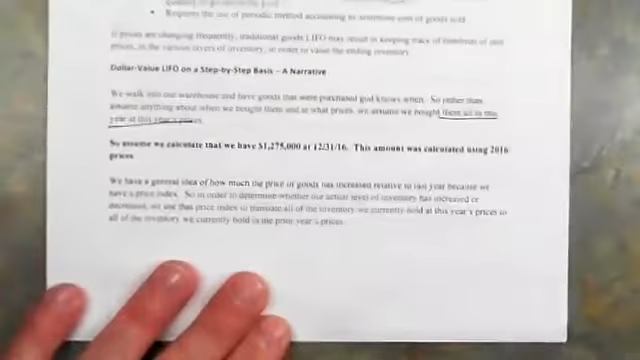 Requires the use of periodic method accounting to determine cost of goods sold
If prices are changing frequently, traditional goods LIFO may result in keeping track of hundreds of unit
prices, in the various layers of inventory, in order to value the ending inventory.
Dollar-Value LIFO on a Step-by-Step Basis – A Narrative
We walk into our warehouse and have goods that were purchased god knows when. So rather than
assume anything about when we bought them and at what prices, we assume we bought them all in this
year at this year's prices.
So assume we calculate that we have $1,275,000 at 12/31/16. This amount was calculated using 2016
prices
We have a general idea of how much the price of goods has increased relative to last year because we
have a price index. So in order to determine whether our actual level of inventory has increased or
decreased, we use that price index to translate all of the inventory we currently hold at this year's prices to
all of the inventory we currently hold in the prior year's prices.